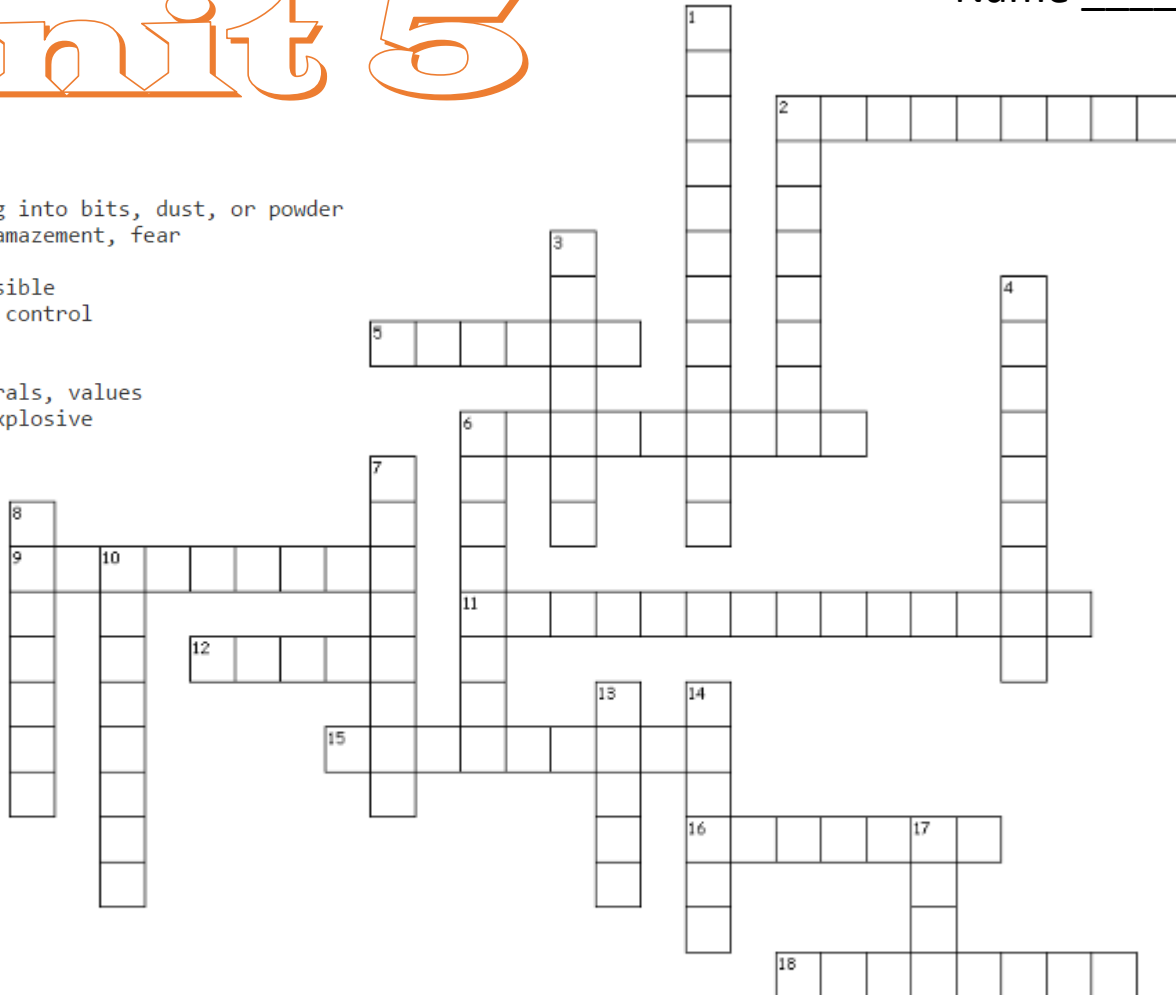 Name _____
nit 5
1
2
g into bits, dust, or powder
amazement, fear
sible
control
rals, values
xplosive
3
4
5
6
7
8
9 10
11
12
13 14
15
16 17
18